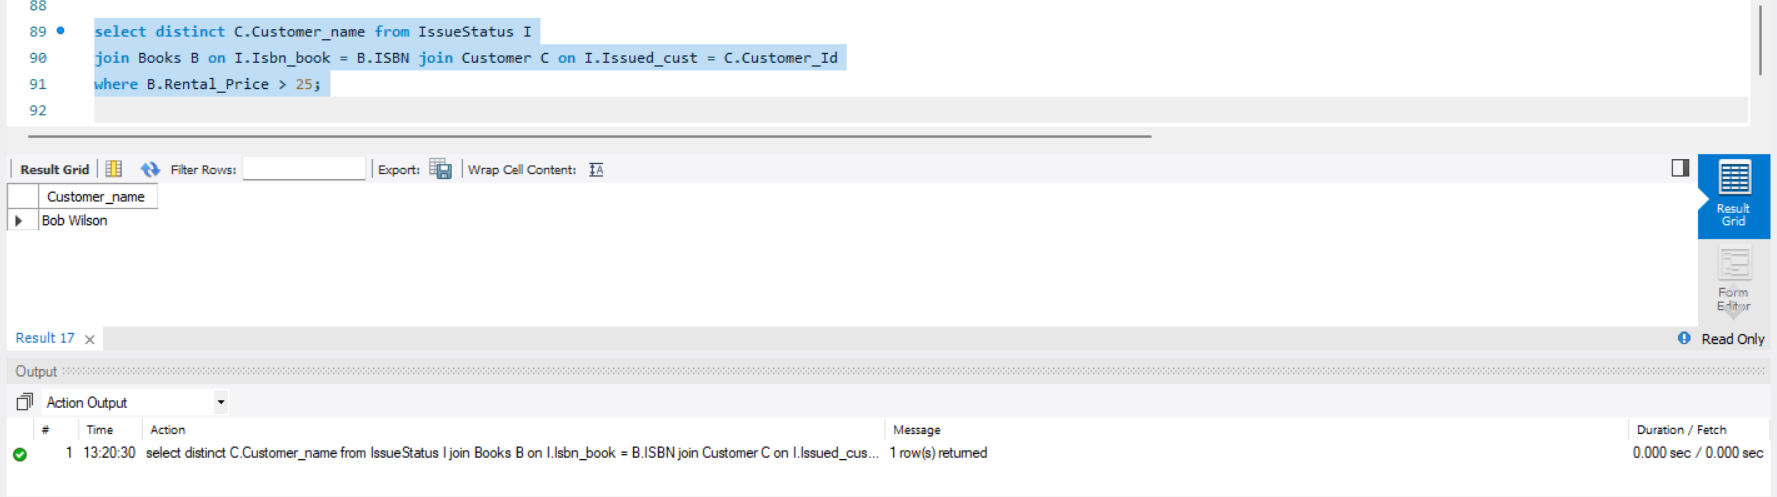 88
89 select distinct C.Customer_name from IssueStatus I
90 join Books B on I.Isbn_book = B.ISBN join Customer C on I.Issued_cust = C.Customer_Id
91 where B.Rental_Price > 25;
92
Result Grid Filter Rows: Export: Wrap Cell Content: IA
Customer_name
Bob Wilson
Result Grid
Form Editor
Result 17 × Read Only
Output
Action Output
# Time Action Message Duration / Fetch
1 13:20:30 select distinct C.Customer_name from IssueStatus I join Books B on I.Isbn_book = B.ISBN join Customer C on I.Issued_cus... 1 row(s) returned 0.000 sec / 0.000 sec